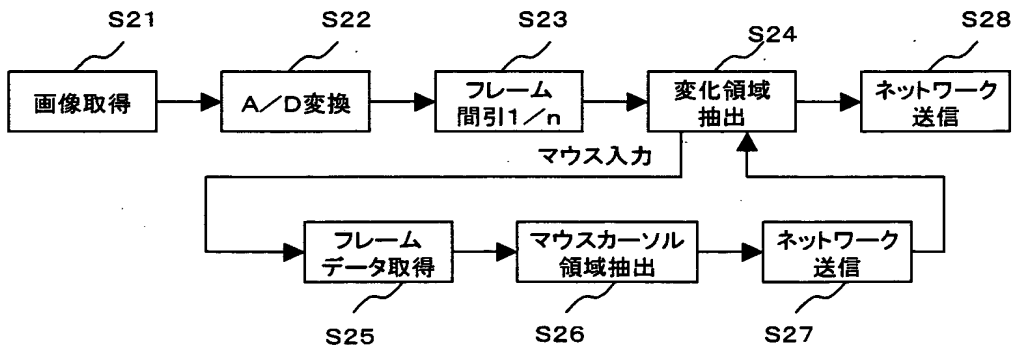 S21
S22
S23
S24
S28
画像取得
A/D変換
フレーム
間引1/n
変化領域
抽出
ネットワーク
送信
マウス入力
フレーム
データ取得
マウスカーソル
領域抽出
ネットワーク
送信
S25
S26
S27